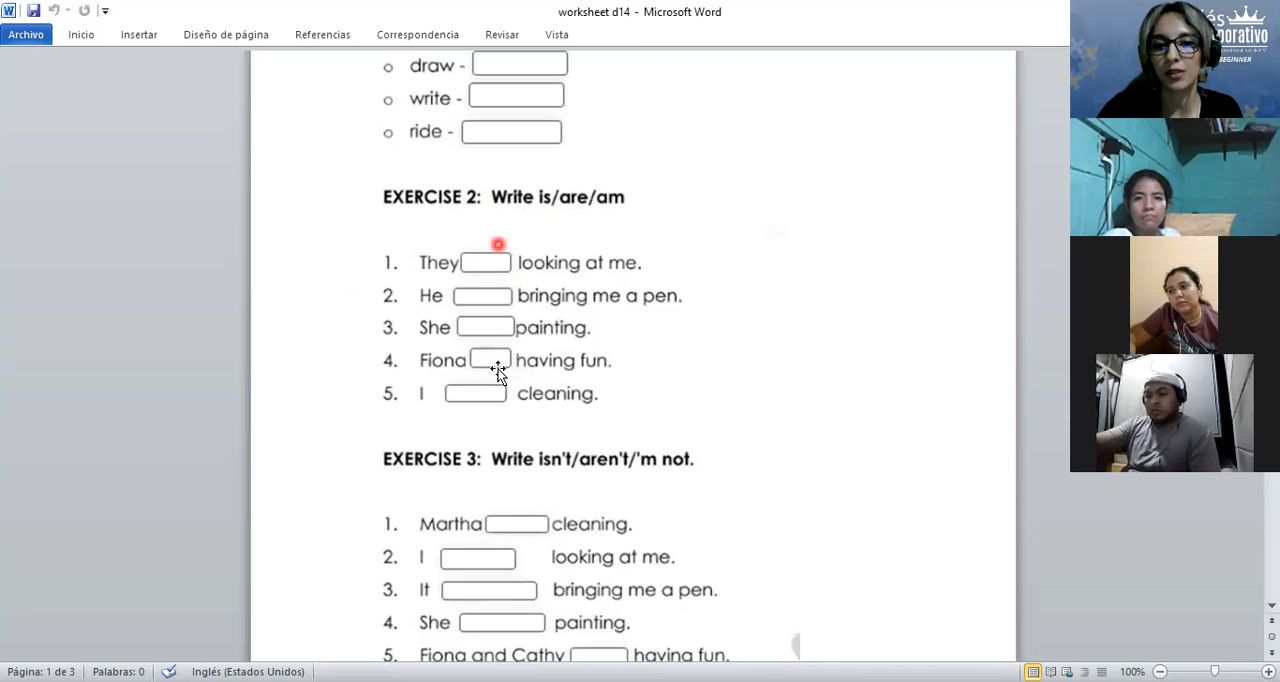 worksheet d14 - Microsoft Word
Archivo Inicio Insertar Diseño de página Referencias Correspondencia Revisar Vista
draw -
write -
ride -
EXERCISE 2: Write is/are/am
1. They looking at me.
2. He bringing me a pen.
3. She painting.
4. Fiona having fun.
5. I cleaning.
EXERCISE 3: Write isn't/aren't/'m not.
1. Martha cleaning.
2. I looking at me.
3. It bringing me a pen.
4. She painting.
5. Fiona and Cathy having fun.
Página: 1 de 3 Palabras: 0 Inglés (Estados Unidos) 100%
BEGINNER